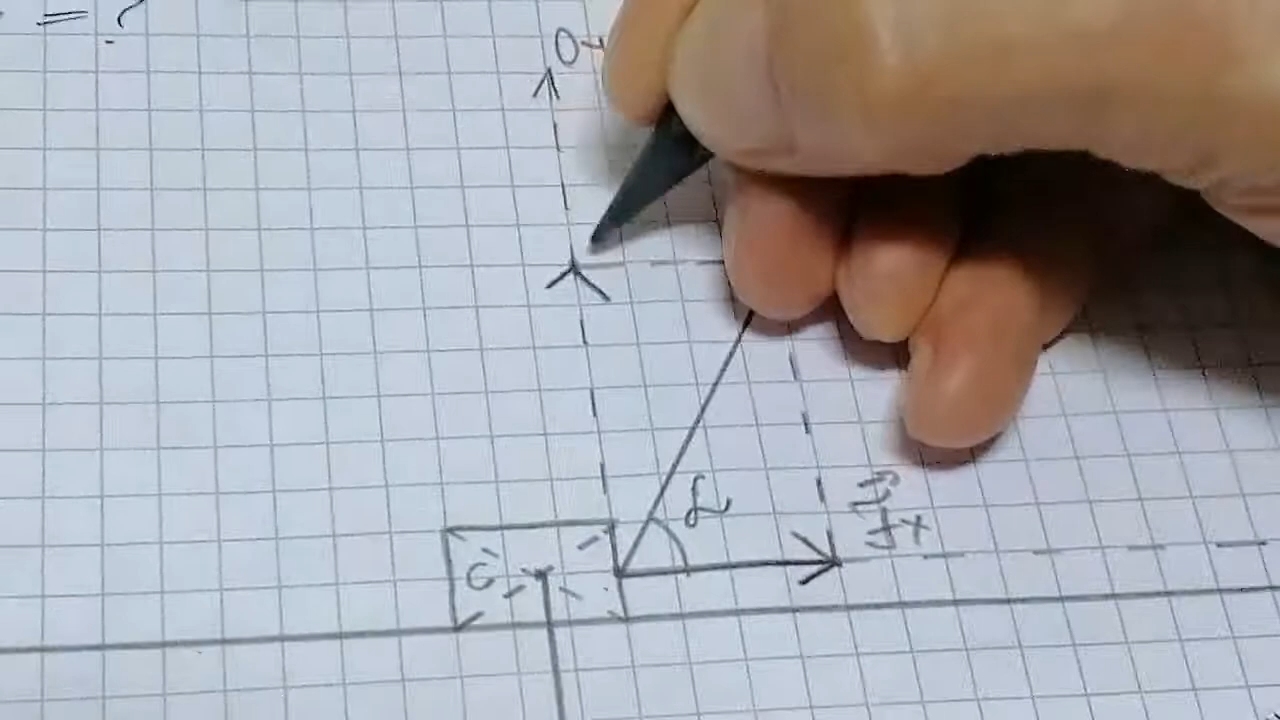 = ?
Oy
α
Fx
C